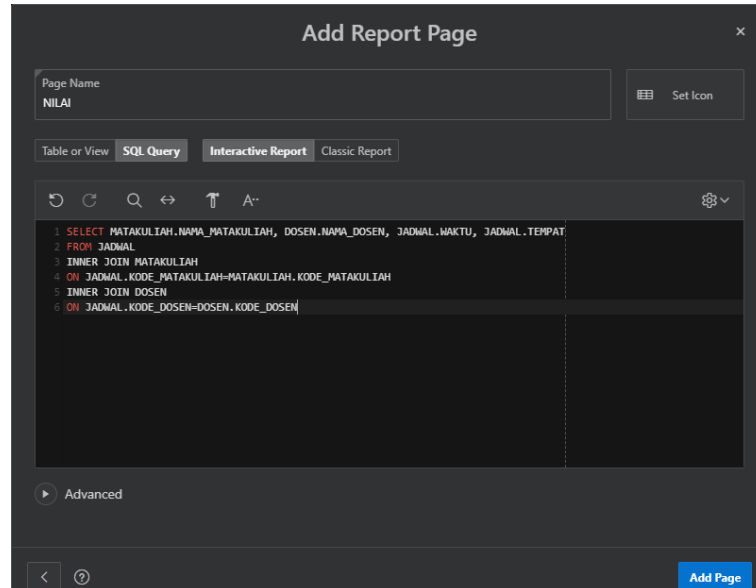 Add Report Page
Page Name
NILAI
Set Icon
Table or View SQL Query Interactive Report Classic Report
1 SELECT MATAKULIAH.NAMA_MATAKULIAH, DOSEN.NAMA_DOSEN, JADWAL.WAKTU, JADWAL.TEMPAT
2 FROM JADWAL
3 INNER JOIN MATAKULIAH
4 ON JADWAL.KODE_MATAKULIAH=MATAKULIAH.KODE_MATAKULIAH
5 INNER JOIN DOSEN
6 ON JADWAL.KODE_DOSEN=DOSEN.KODE_DOSEN
Advanced
Add Page